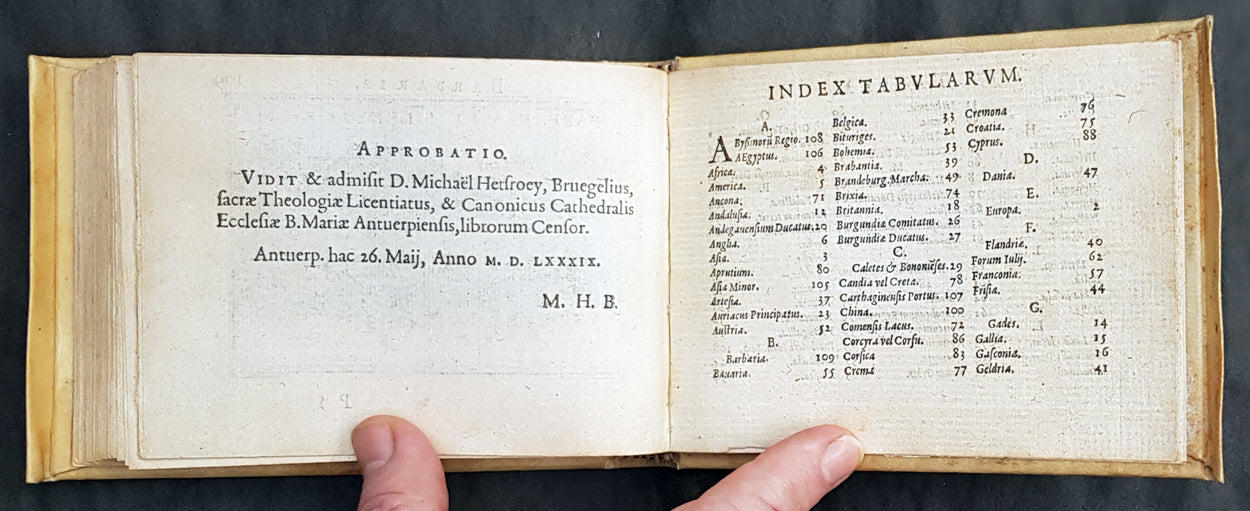 APPROBATIO.
VIDIT & admiſit D. Michaël Hetſroey, Bruegēlius,
ſacræ Theologiæ Licentiatus, & Canonicus Cathedralis
Eccleſiæ B. Mariæ Antuerpienſis, librorum Cenſor.
Antuerp. hac 26. Maij, Anno M. D. LXXXIX.
M. H. B.
INDEX TABVLARVM.
A.
AByſsinorū Regio. 108
AEgyptus. 106
Africa. 4
America. 5
Ancona. 71
Andaluſia. 12
Andegauenſium Ducatus. 20
Anglia. 6
Aſia. 3
Aprutium. 80
Aſia Minor. 105
Arteſia. 37
Auriacus Principatus. 23
Auſtria. 52
B.
Barbaria. 109
Bauaria. 55
Belgica. 33
Bituriges. 21
Bohemia. 53
Brabantia. 39
Brandeburg. Marcha. 49
Brixia. 74
Britannia. 18
Burgundiæ Comitatus. 26
Burgundiæ Ducatus. 27
C.
Caletes & Bononiēſes. 29
Candia vel Creta. 78
Carthaginenſis Portus. 107
China. 100
Comenſis Lacus. 72
Corcyra vel Corfu. 86
Corſica 83
Crema 77
Cremona 76
Croatia. 75
Cyprus. 88
D.
Dania. 47
E.
Europa. 2
F.
Flandria. 40
Forum Iulij. 62
Franconia. 57
Friſia. 44
G.
Gades. 14
Gallia. 15
Gaſconia. 16
Geldria. 41